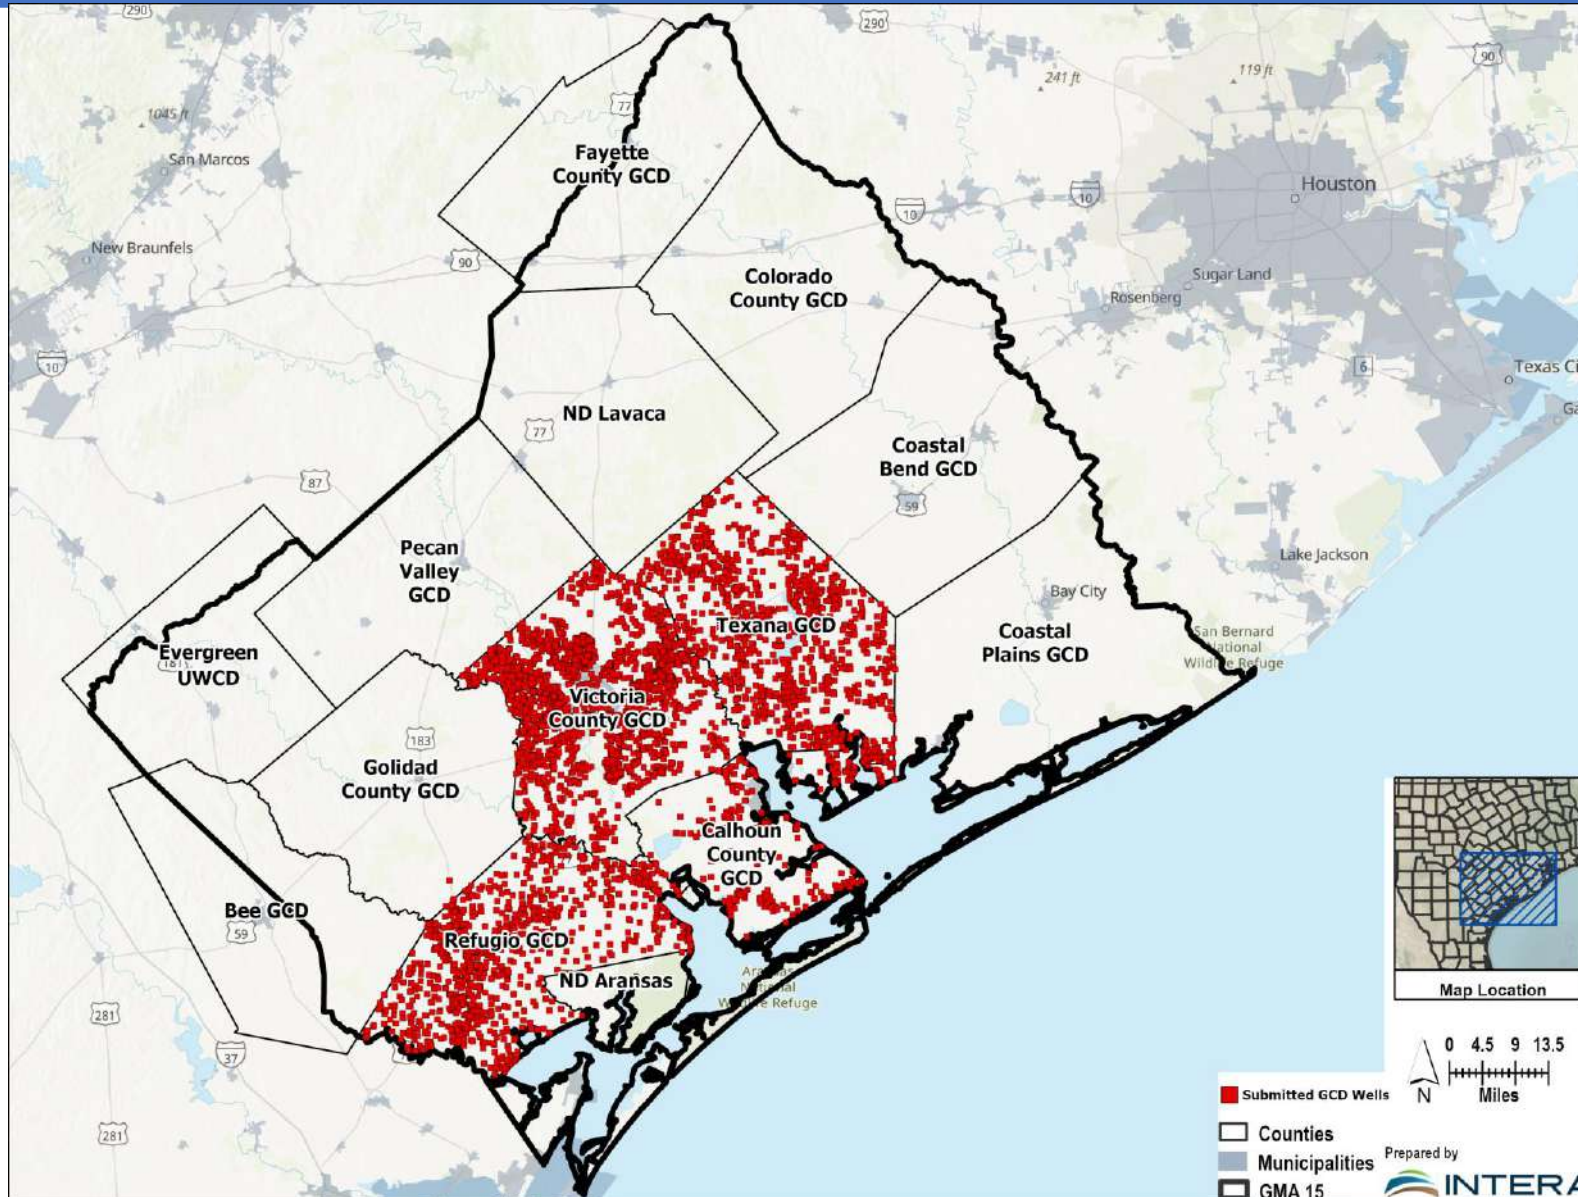 290
290
90
241 ft
119 ft
1045 ft
77
San Marcos
Fayette
County GCD
Houston
10
10
New Braunfels
90
Colorado
County GCD
Sugar Land
Rosenberg
10
6
Texas Ci
Ga
ND Lavaca
77
Coastal
Bend GCD
87
59
Pecan
Valley
GCD
Lake Jackson
Bay City
Texana GCD
Coastal
Plains GCD
San Bernard
National
Wildlife Refuge
Evergreen
UWCD
181
Victoria
County GCD
183
Golidad
County GCD
Calhoun
County
GCD
Bee GCD
59
Refugio GCD
ND Aransas
Aransas
National
Wildlife Refuge
281
37
281
Map Location
0 4.5 9 13.5
Miles
N
Submitted GCD Wells
Counties
Municipalities
GMA 15
Prepared by
INTERA